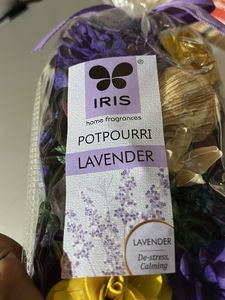 IRIS
home fragrances
POTPOURRI
LAVENDER
LAVENDER
De-stress,
Calming